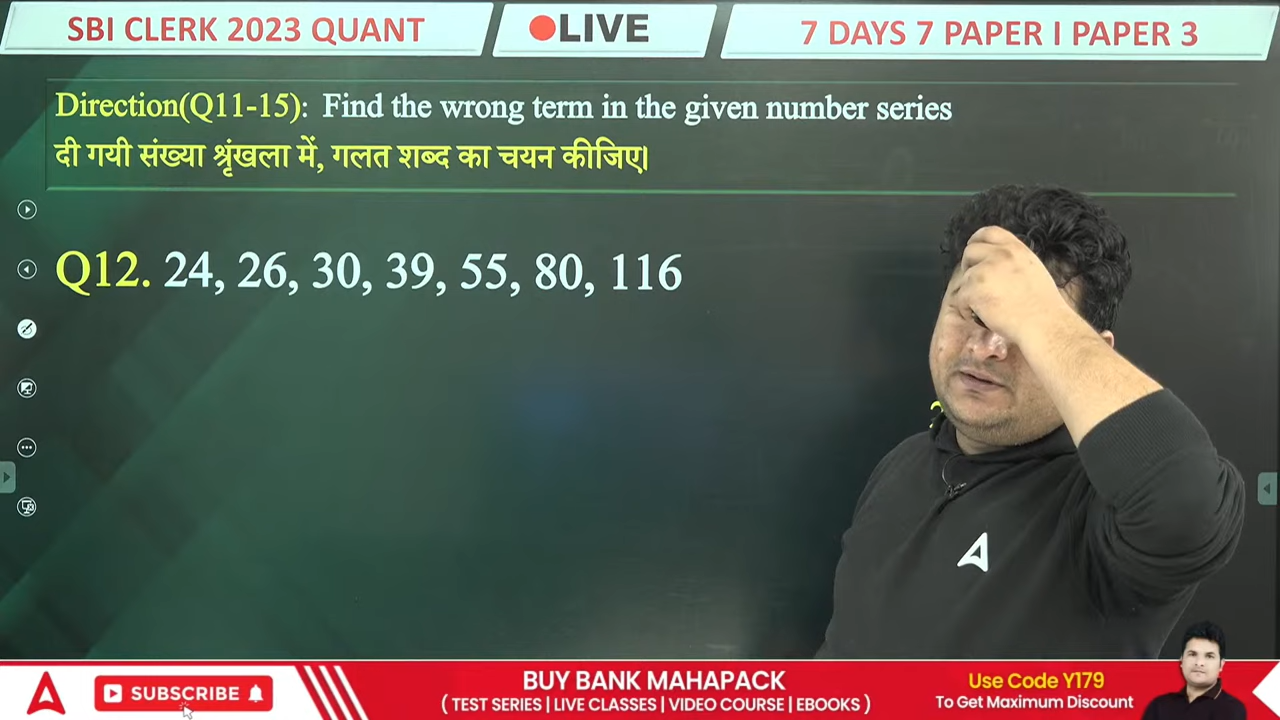 SBI CLERK 2023 QUANT
LIVE
7 DAYS 7 PAPER I PAPER 3
Direction(Q11-15): Find the wrong term in the given number series
दी गयी संख्या श्रृंखला में, गलत शब्द का चयन कीजिए।
Q12. 24, 26, 30, 39, 55, 80, 116
SUBSCRIBE
BUY BANK MAHAPACK
( TEST SERIES | LIVE CLASSES | VIDEO COURSE | EBOOKS )
Use Code Y179
To Get Maximum Discount